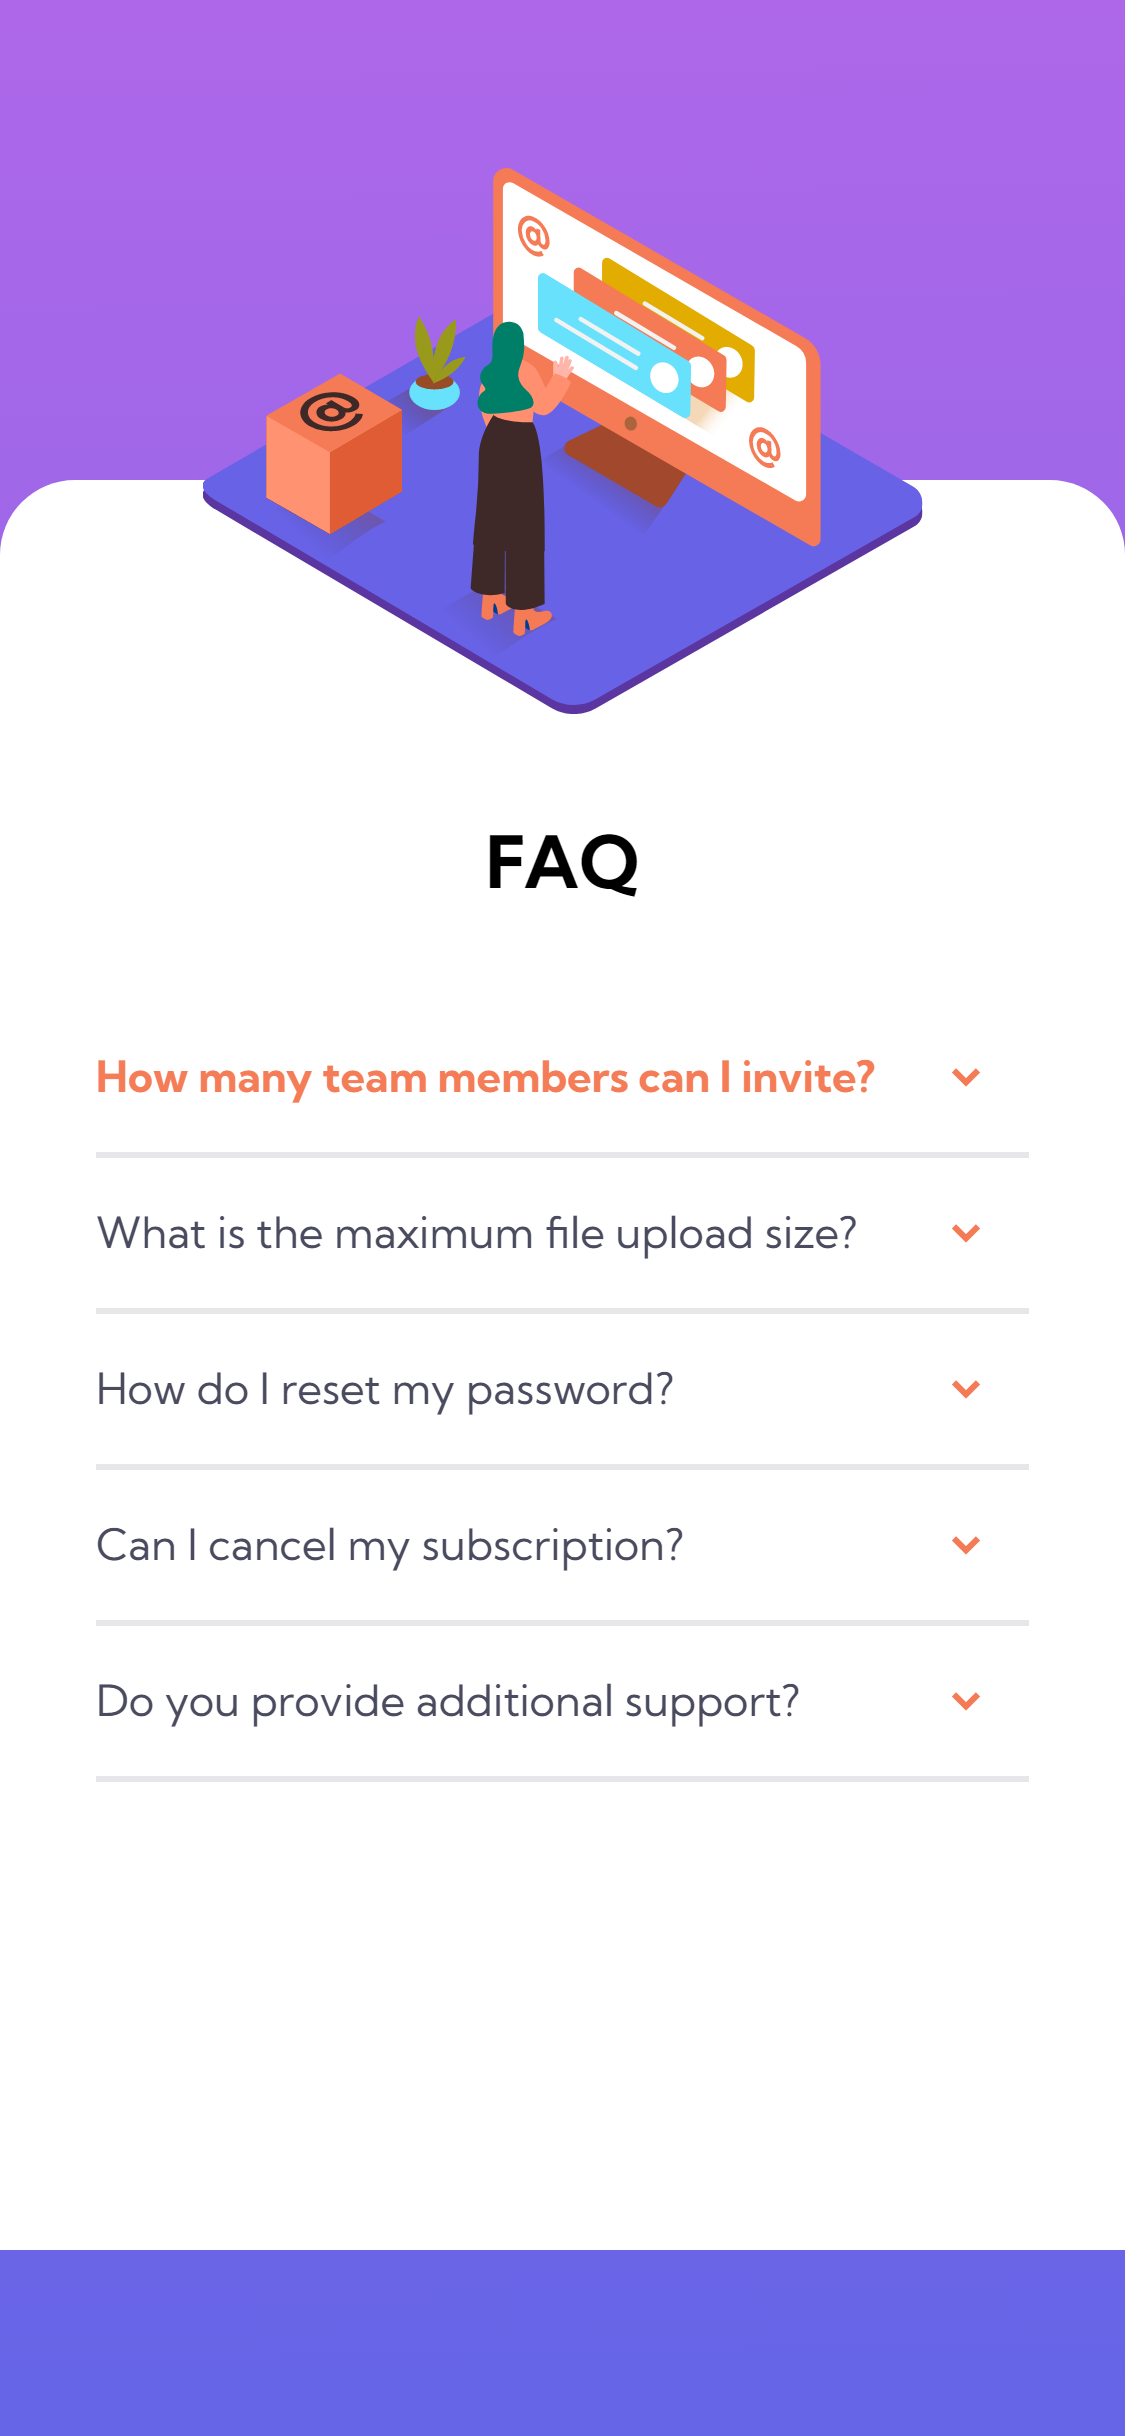 @
@
@
FAQ
How many team members can I invite?
What is the maximum file upload size?
How do I reset my password?
Can I cancel my subscription?
Do you provide additional support?